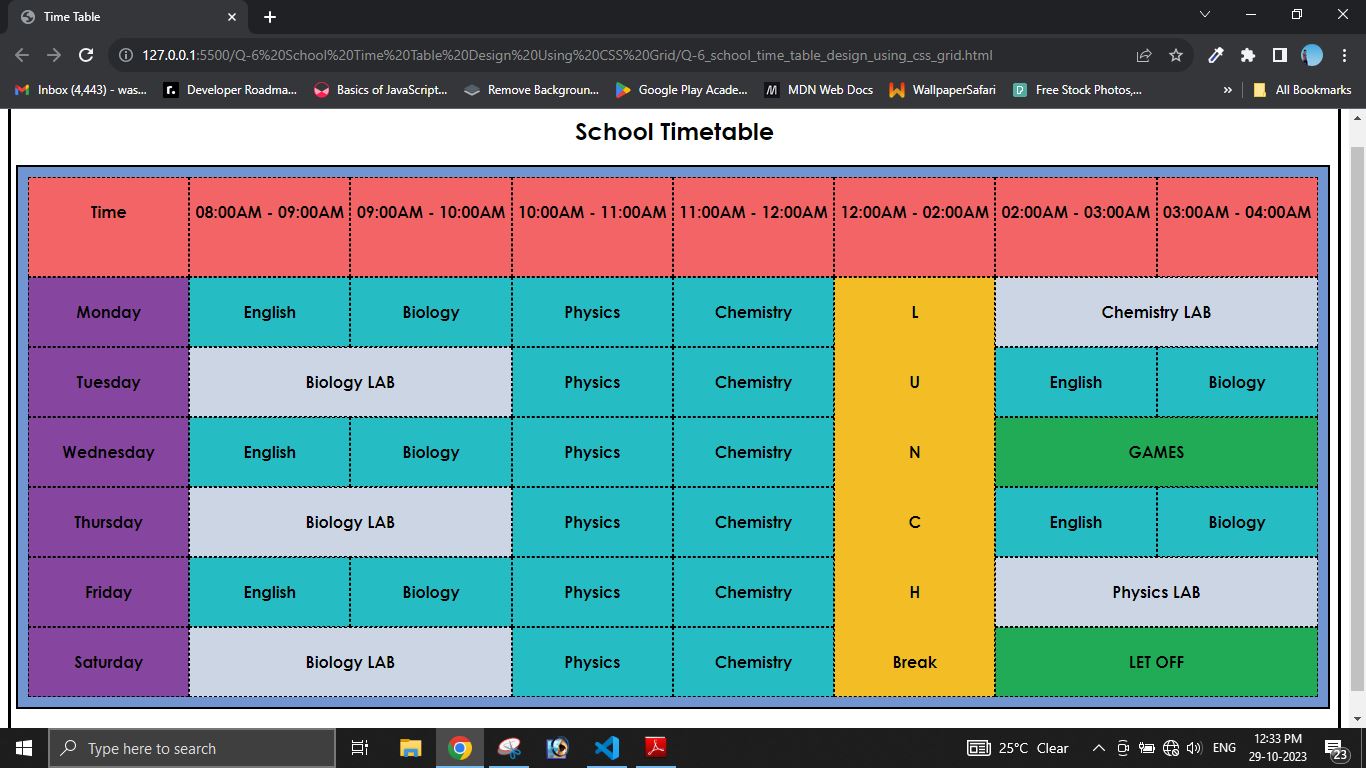 Time Table
127.0.0.1:5500/Q-6%20School%20Time%20Table%20Design%20Using%20CSS%20Grid/Q-6_school_time_table_design_using_css_grid.html
Inbox (4,443) - was... Developer Roadma... Basics of JavaScript... Remove Backgroun... Google Play Acade... MDN Web Docs WallpaperSafari Free Stock Photos,... » All Bookmarks
School Timetable
Time 08:00AM - 09:00AM 09:00AM - 10:00AM 10:00AM - 11:00AM 11:00AM - 12:00AM 12:00AM - 02:00AM 02:00AM - 03:00AM 03:00AM - 04:00AM
Monday English Biology Physics Chemistry L Chemistry LAB
Tuesday Biology LAB Physics Chemistry U English Biology
Wednesday English Biology Physics Chemistry N GAMES
Thursday Biology LAB Physics Chemistry C English Biology
Friday English Biology Physics Chemistry H Physics LAB
Saturday Biology LAB Physics Chemistry Break LET OFF
Type here to search 25°C Clear ENG 12:33 PM
29-10-2023 23